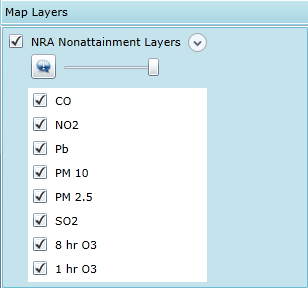 Map Layers
NRA Nonattainment Layers
CO
NO2
Pb
PM 10
PM 2.5
SO2
8 hr O3
1 hr O3